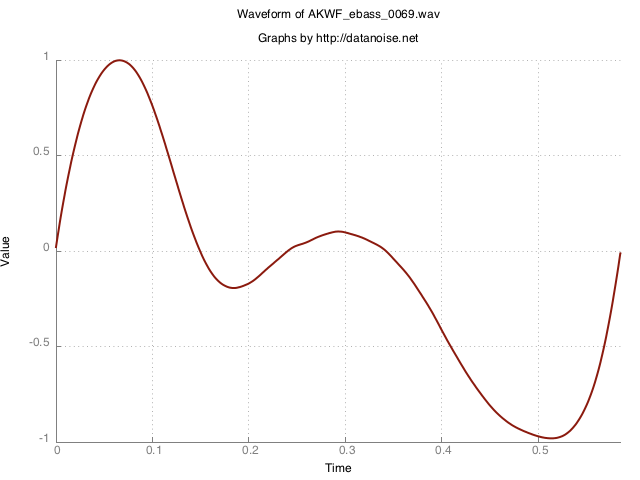 Waveform of AKWF_ebass_0069.wav
Graphs by http://datanoise.net
1
0.5
0
-0.5
-1
Value
0 0.1 0.2 0.3 0.4 0.5
Time